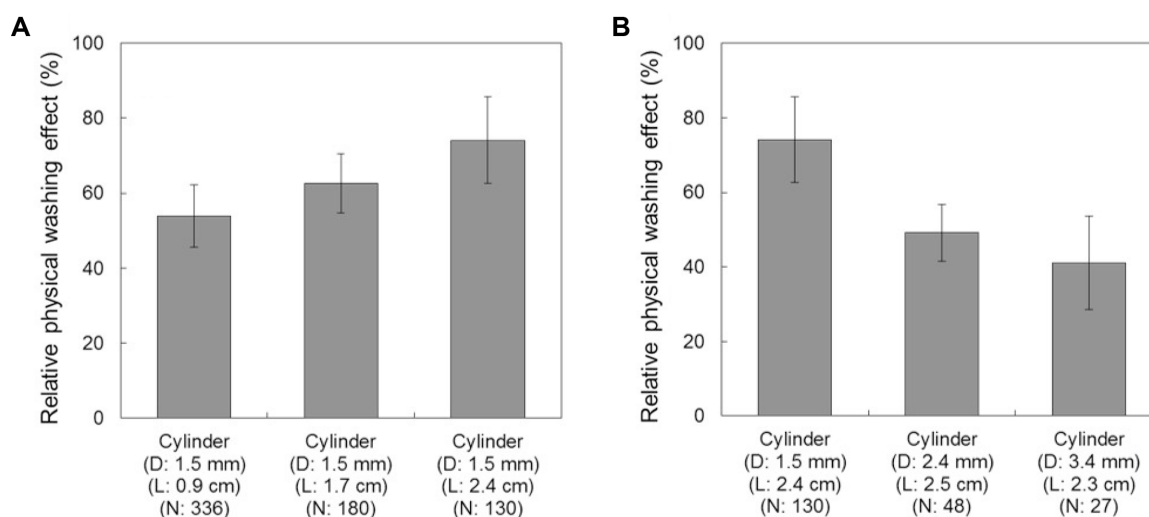 A
Relative physical washing effect (%)
100
80
60
40
20
0
Cylinder
(D: 1.5 mm)
(L: 0.9 cm)
(N: 336)
Cylinder
(D: 1.5 mm)
(L: 1.7 cm)
(N: 180)
Cylinder
(D: 1.5 mm)
(L: 2.4 cm)
(N: 130)
B
Relative physical washing effect (%)
100
80
60
40
20
0
Cylinder
(D: 1.5 mm)
(L: 2.4 cm)
(N: 130)
Cylinder
(D: 2.4 mm)
(L: 2.5 cm)
(N: 48)
Cylinder
(D: 3.4 mm)
(L: 2.3 cm)
(N: 27)